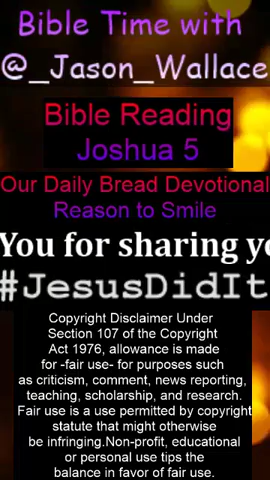 Bible Time with
@_Jason_Wallace
Bible Reading
Joshua 5
Our Daily Bread Devotional
Reason to Smile
You for sharing
#JesusDidIt
Copyright Disclaimer Under
Section 107 of the Copyright
Act 1976, allowance is made
for -fair use- for purposes such
as criticism, comment, news reporting,
teaching, scholarship, and research.
Fair use is a use permitted by copyright
statute that might otherwise
be infringing.Non-profit, educational
or personal use tips the
balance in favor of fair use.